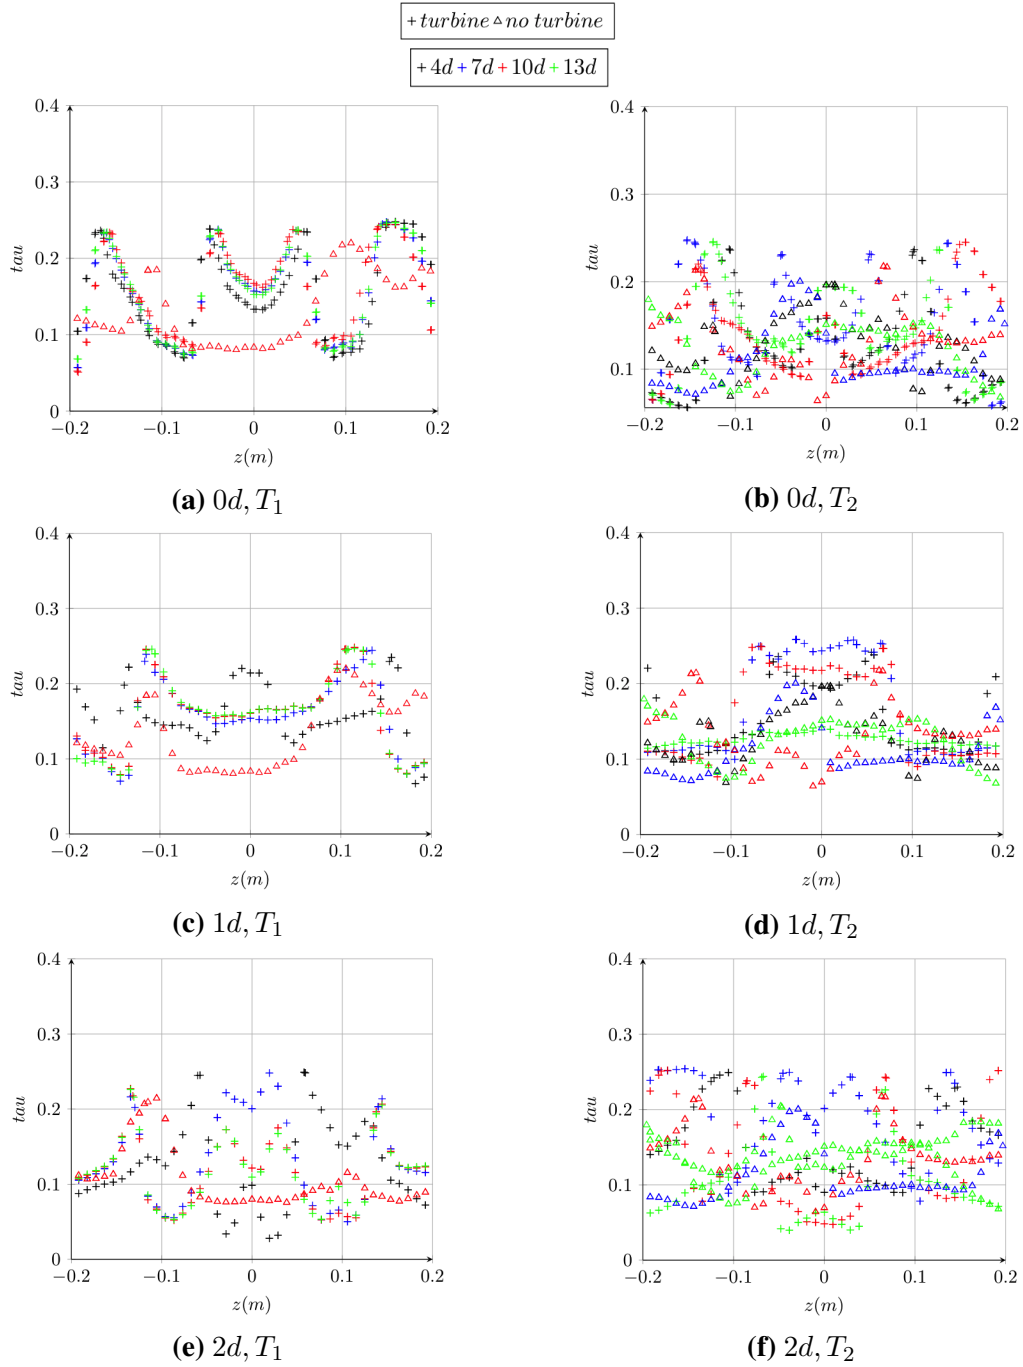 + turbine △ no turbine
+ 4d + 7d + 10d + 13d
0.4
0.3
0.2
0.1
0
tau
−0.2
−0.1
0
0.1
0.2
z(m)
(a) 0d, T₁
0.4
0.3
0.2
0.1
tau
−0.2
−0.1
0
0.1
0.2
z(m)
(b) 0d, T₂
0.4
0.3
0.2
0.1
0
tau
−0.2
−0.1
0
0.1
0.2
z(m)
(c) 1d, T₁
0.4
0.3
0.2
0.1
0
tau
−0.2
−0.1
0
0.1
0.2
z(m)
(d) 1d, T₂
0.4
0.3
0.2
0.1
0
tau
−0.2
−0.1
0
0.1
0.2
z(m)
(e) 2d, T₁
0.4
0.3
0.2
0.1
0
tau
−0.2
−0.1
0
0.1
0.2
z(m)
(f) 2d, T₂